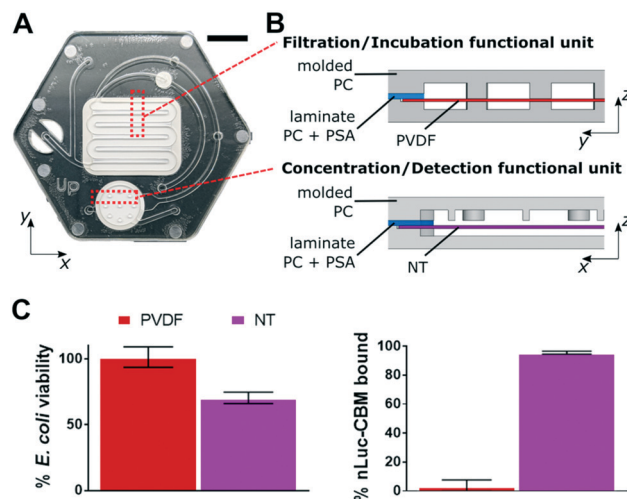 A
B
Filtration/Incubation functional unit
molded
PC
laminate
PC + PSA
PVDF
z
y
Concentration/Detection functional unit
molded
PC
laminate
PC + PSA
NT
z
x
Up
y
x
C
PVDF
NT
% E. coli viability
100
50
0
% nLuc-CBM bound
100
80
60
40
20
0